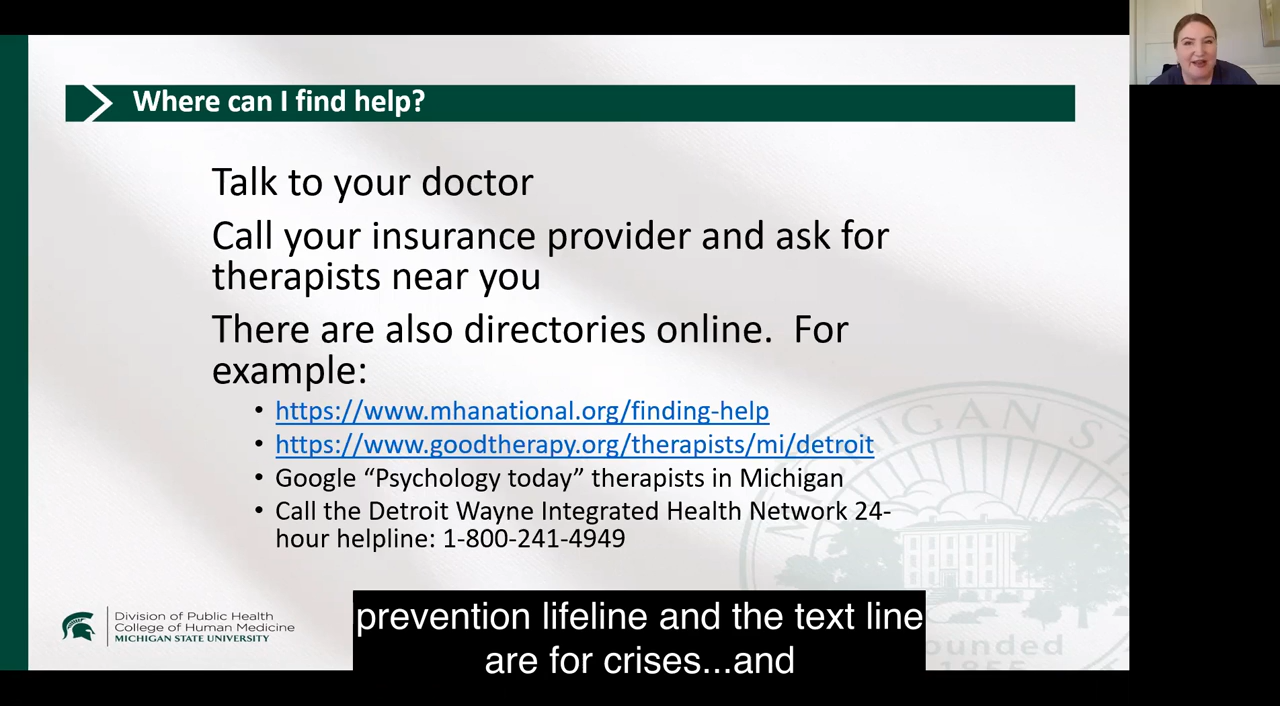 Where can I find help?
Talk to your doctor
Call your insurance provider and ask for
therapists near you
There are also directories online.  For
example:
• https://www.mhanational.org/finding-help
• https://www.goodtherapy.org/therapists/mi/detroit
• Google “Psychology today” therapists in Michigan
• Call the Detroit Wayne Integrated Health Network 24-
hour helpline: 1-800-241-4949
MICHIGAN STA
ounded
1855
Division of Public Health
College of Human Medicine
MICHIGAN STATE UNIVERSITY
prevention lifeline and the text line
are for crises...and